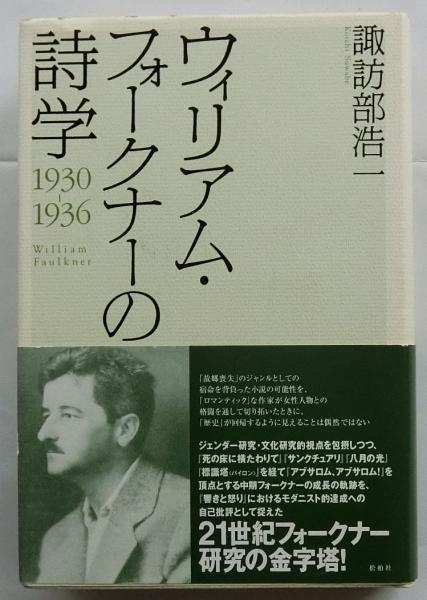 諏訪部浩一
Koichi Suwabe
ウィリアム・
フォークナーの
詩学
1930
-
1936
William
Faulkner
「故郷喪失」のジャンルとしての
宿命を背負った小説の可能性を、
「ロマンティック」な作家が女性人物との
格闘を通して切り拓いたときに、
「歴史」が回帰するように見えることは偶然ではない
ジェンダー研究・文化研究的視点を包摂しつつ、
『死の床に横たわりて』『サンクチュアリ』『八月の光』
『標識塔(パイロン)』を経て『アブサロム、アブサロム！』を
頂点とする中期フォークナーの成長の軌跡を、
『響きと怒り』におけるモダニスト的達成への
自己批評として捉えた
21世紀フォークナー
研究の金字塔！
松柏社